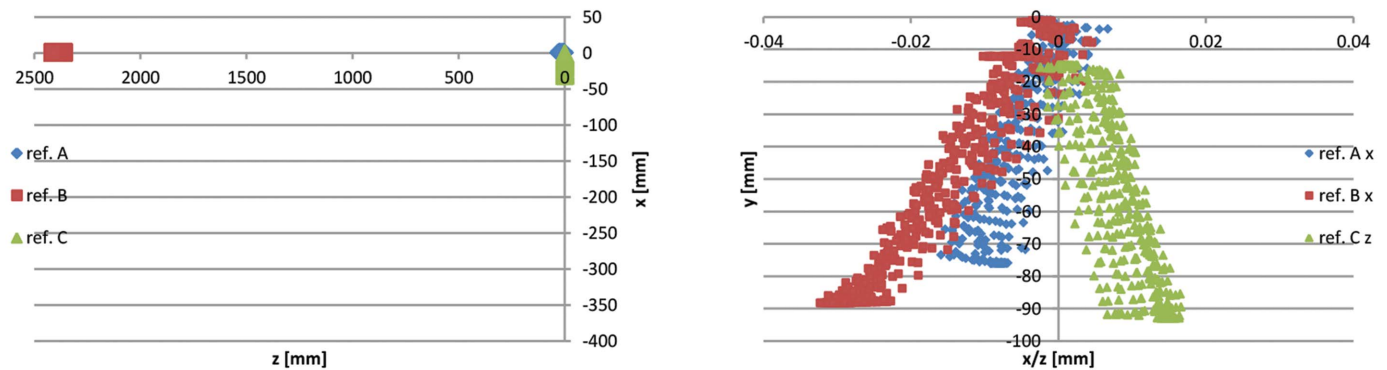 50
0
2500 2000 1000 500 0
-50
-100
-150
-200
-250
-300
-350
-400
z [mm]
x [mm]
ref. A
ref. B
ref. C
0
-0.04 -0.02 0 0.02 0.04
-10
-20
-30
-40
-50
-60
-70
-80
-90
-100
y [mm]
x/z [mm]
ref. A x
ref. B x
ref. C z